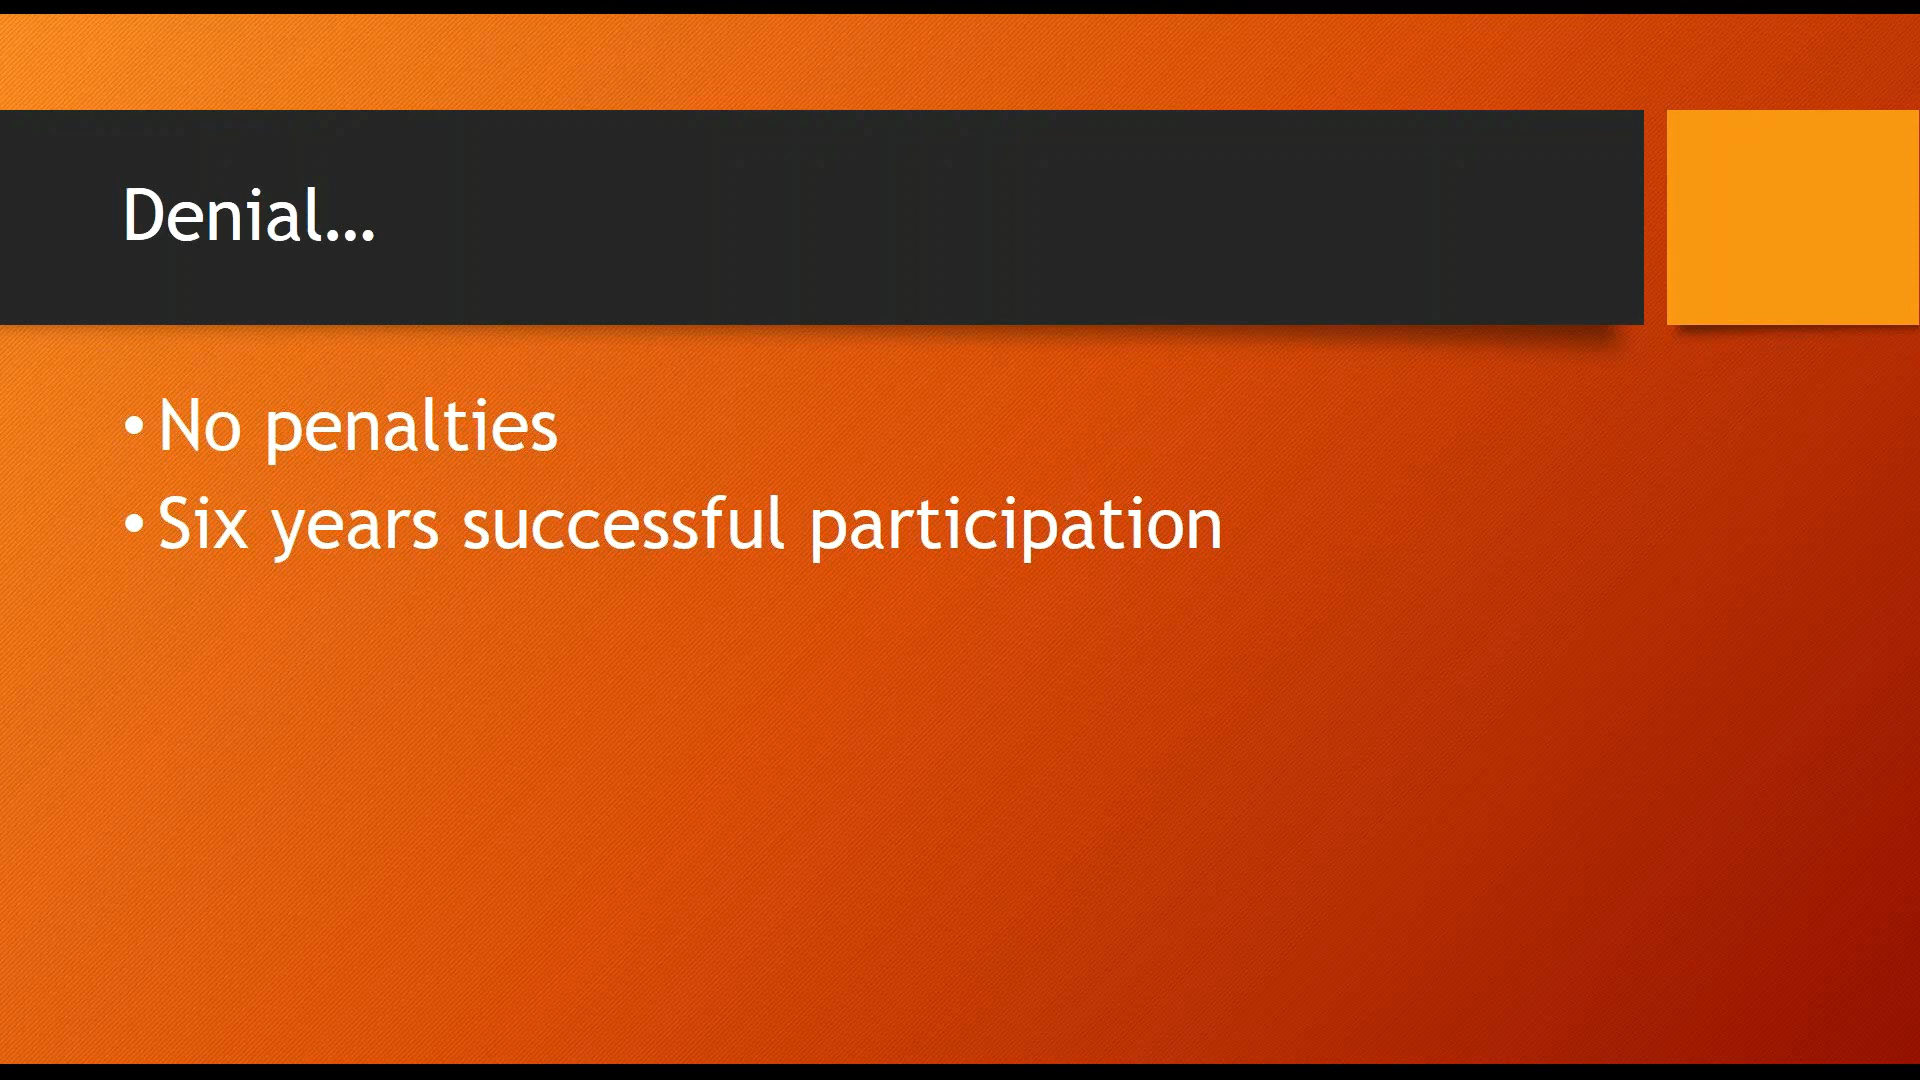 Denial…
• No penalties
• Six years successful participation